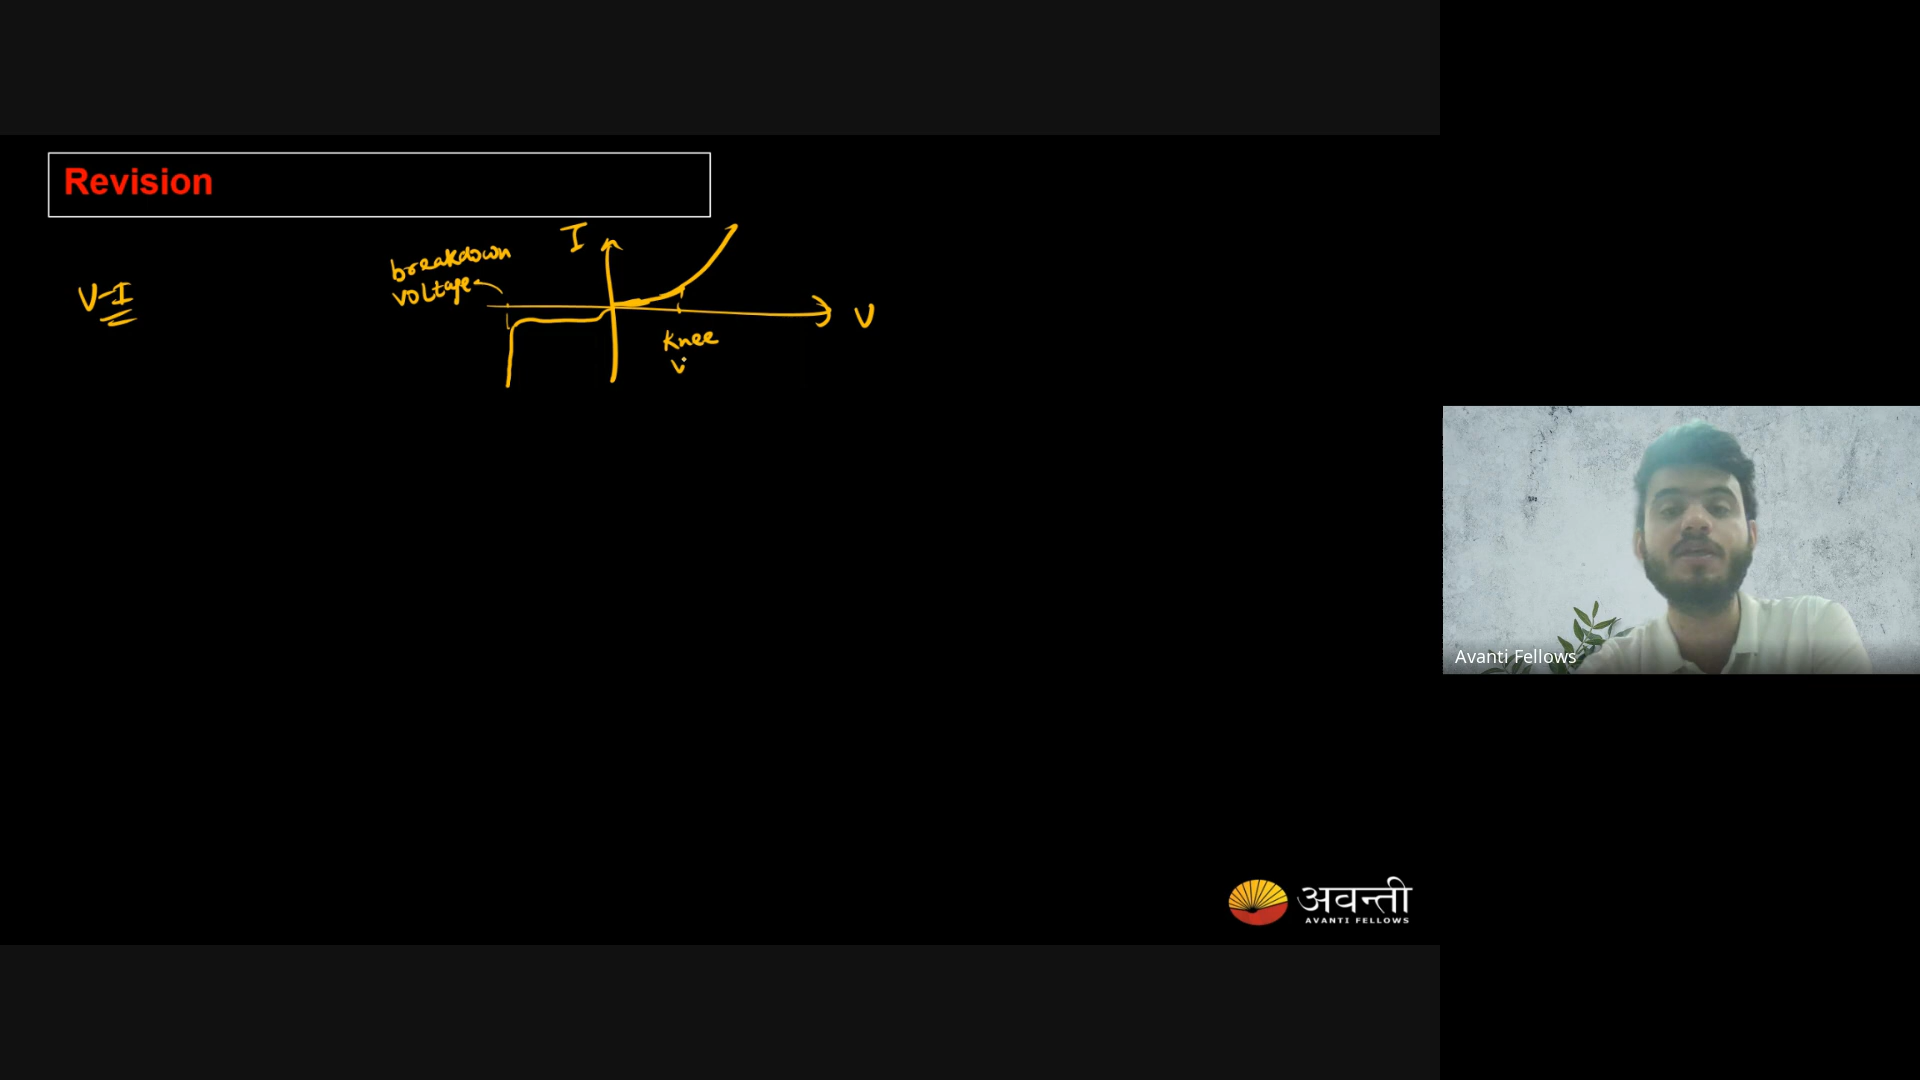 Revision
I
breakdown
voltage
V-I
V
Knee
V
Avanti Fellows
अवन्ती
AVANTI FELLOWS